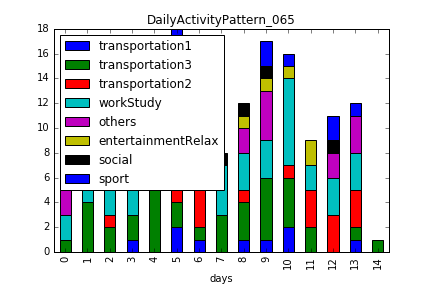 DailyActivityPattern_065
18
16
14
12
10
8
6
4
2
0
transportation1
transportation3
transportation2
workStudy
others
entertainmentRelax
social
sport
0 1 2 3 4 5 6 7 8 9 10 11 12 13 14
days